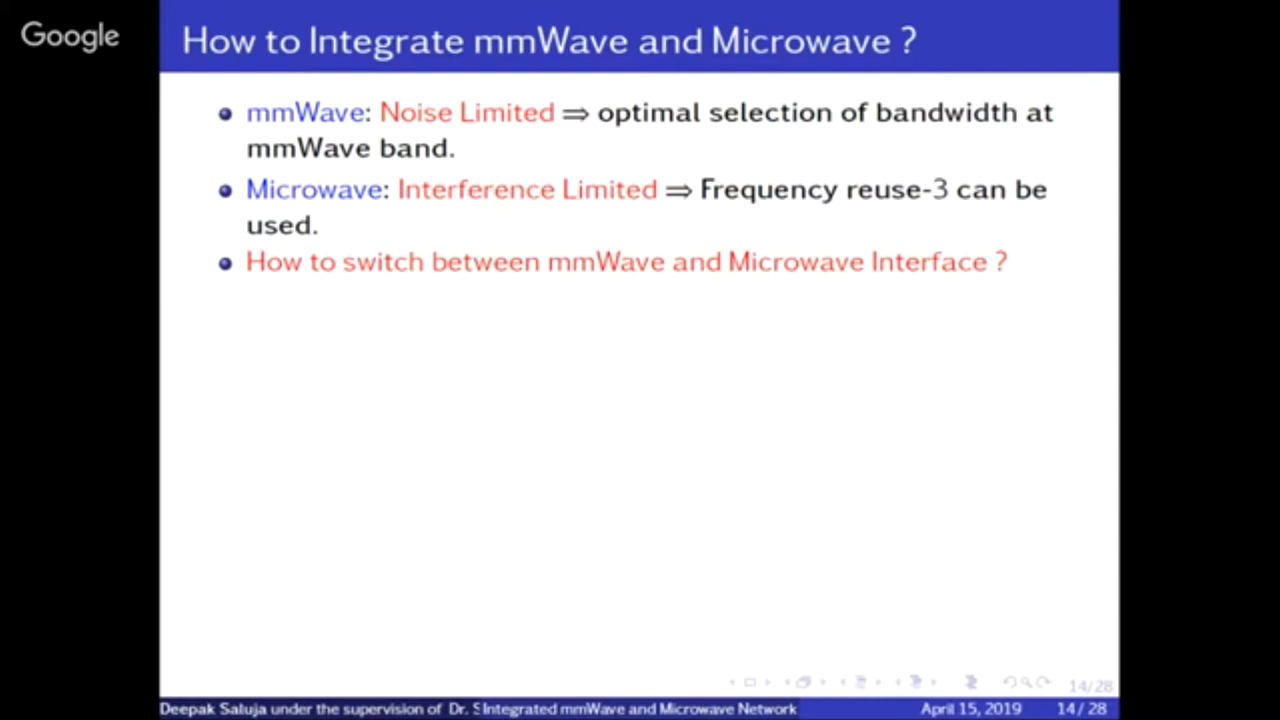 Google
How to Integrate mmWave and Microwave ?
mmWave: Noise Limited ⇒ optimal selection of bandwidth at
mmWave band.
Microwave: Interference Limited ⇒ Frequency reuse-3 can be
used.
How to switch between mmWave and Microwave Interface ?
14/28
Deepak Saluja under the supervision of Dr. S Integrated mmWave and Microwave Network April 15, 2019 14 / 28